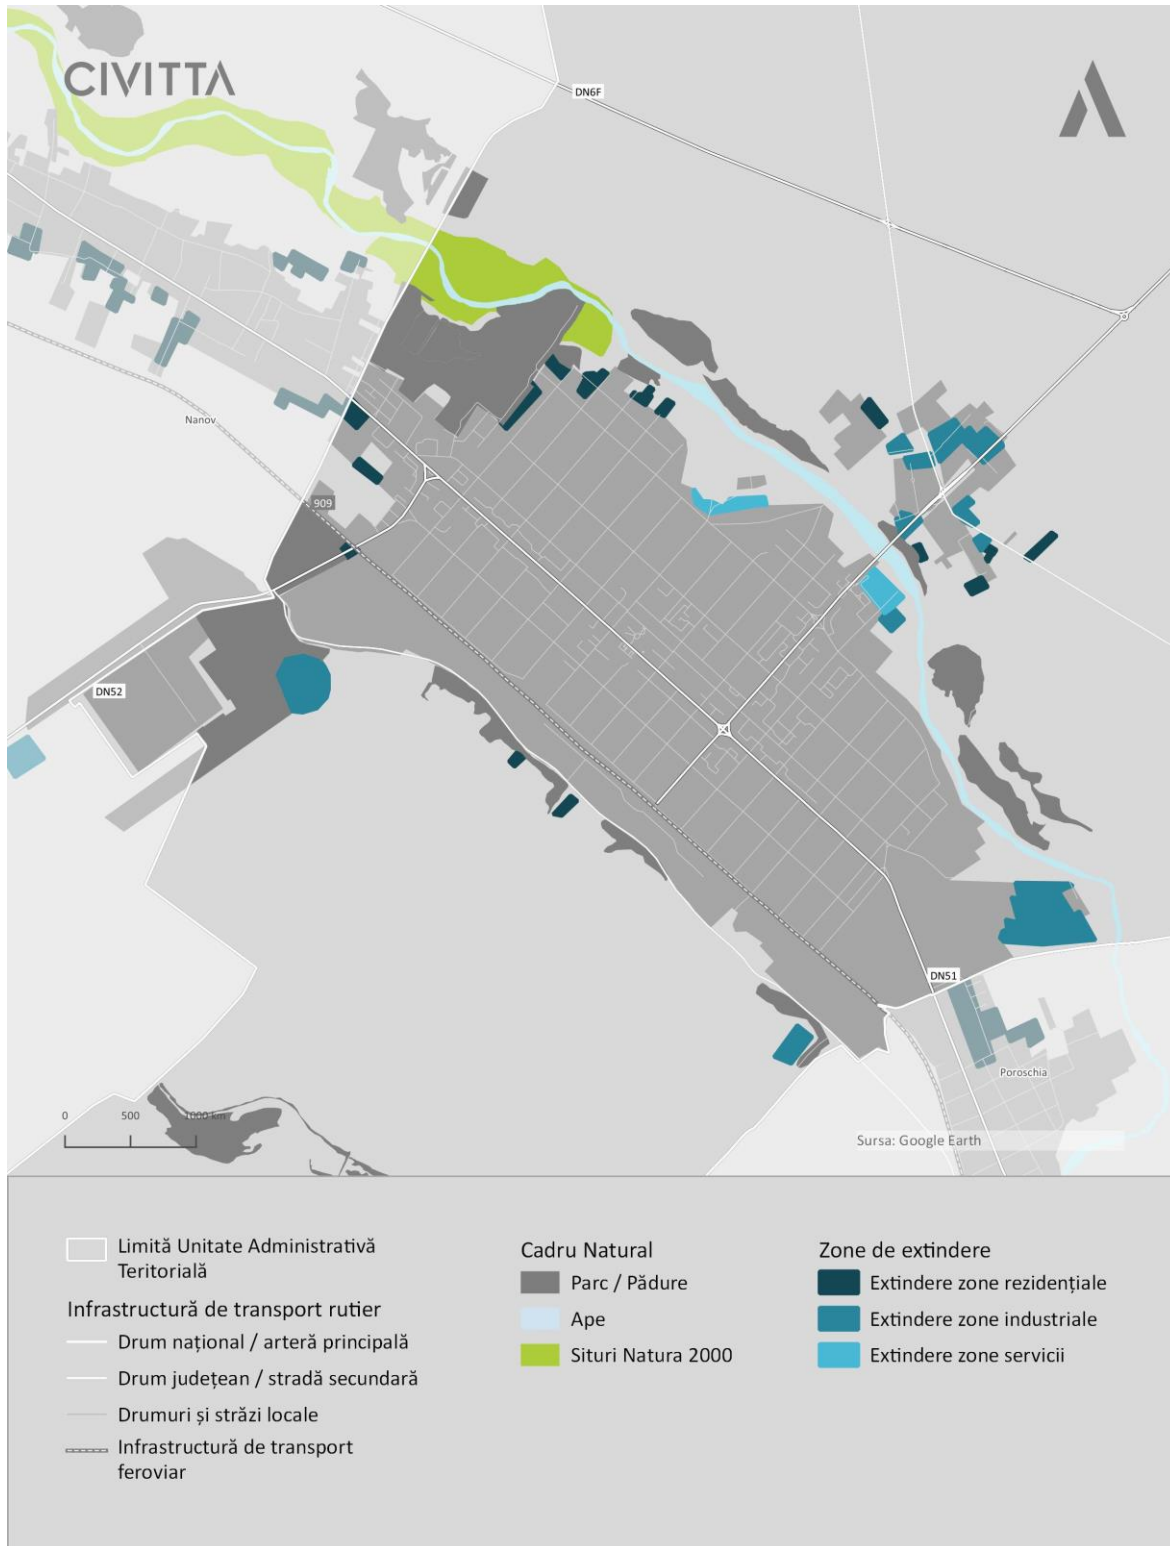 CIVITTA
DN6F
Nanov
909
DN52
DN51
Poroschia
0 500 1000 km
Sursa: Google Earth
Limită Unitate Administrativă
Teritorială
Infrastructură de transport rutier
Drum național / arteră principală
Drum județean / stradă secundară
Drumuri și străzi locale
Infrastructură de transport
feroviar
Cadru Natural
Parc / Pădure
Ape
Situri Natura 2000
Zone de extindere
Extindere zone rezidențiale
Extindere zone industriale
Extindere zone servicii